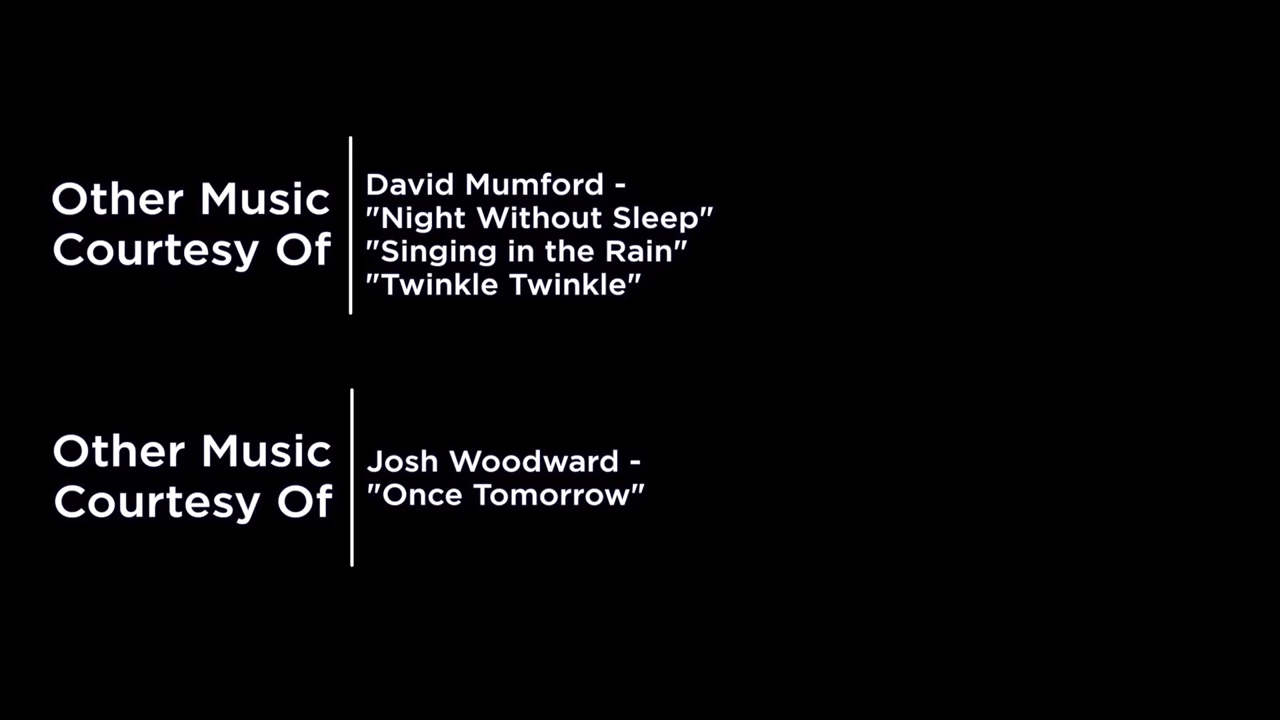 Other Music
Courtesy Of
David Mumford -
"Night Without Sleep"
"Singing in the Rain"
"Twinkle Twinkle"
Other Music
Courtesy Of
Josh Woodward -
"Once Tomorrow"